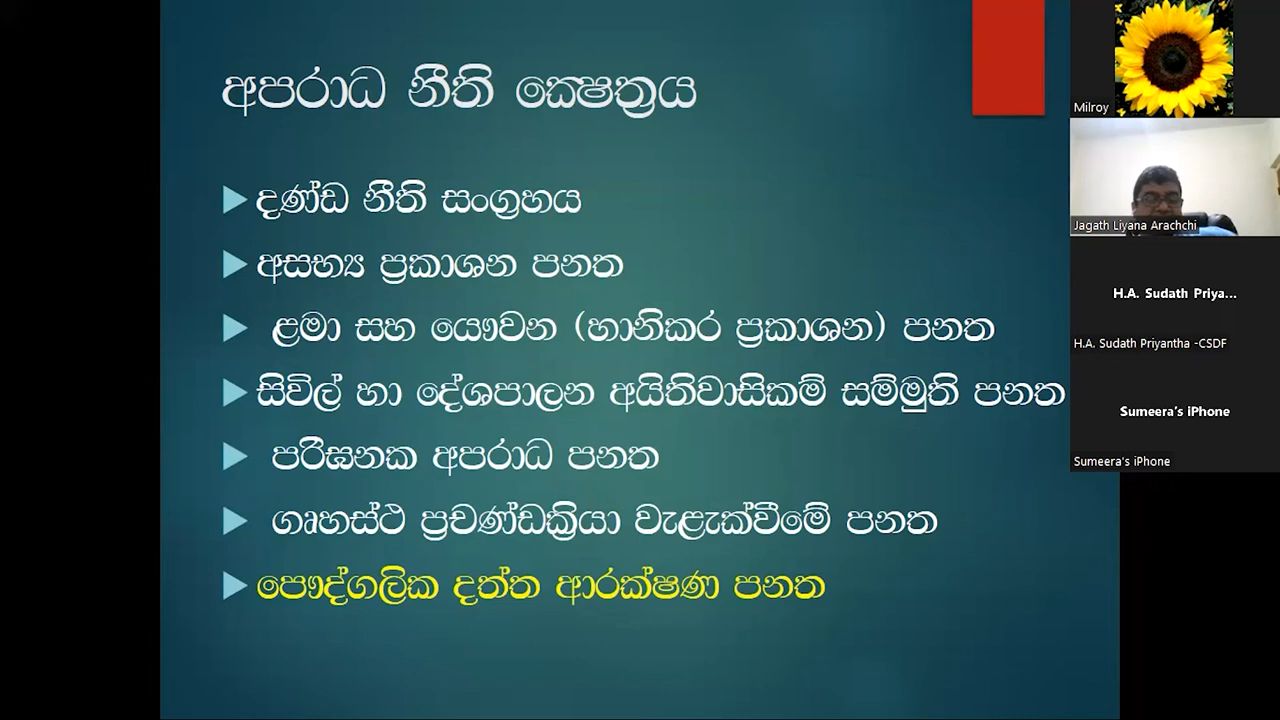 අපරාධ නීති ක්‍ෂෙත්‍රය
දණ්ඩ නීති සංග්‍රහය
අසභ්‍ය ප්‍රකාශන පනත
ළමා සහ යෞවන (හානිකර ප්‍රකාශන) පනත
සිවිල් හා දේශපාලන අයිතිවාසිකම් සම්මුති පනත
පරිඝනක අපරාධ පනත
ගෘහස්ථ ප්‍රචණ්ඩක්‍රියා වැළැක්වීමේ පනත
පෞද්ගලික දත්ත ආරක්ෂණ පනත
Milroy
Jagath Liyana Arachchi
H.A. Sudath Priya...
H.A. Sudath Priyantha -CSDF
Sumeera's iPhone
Sumeera's iPhone